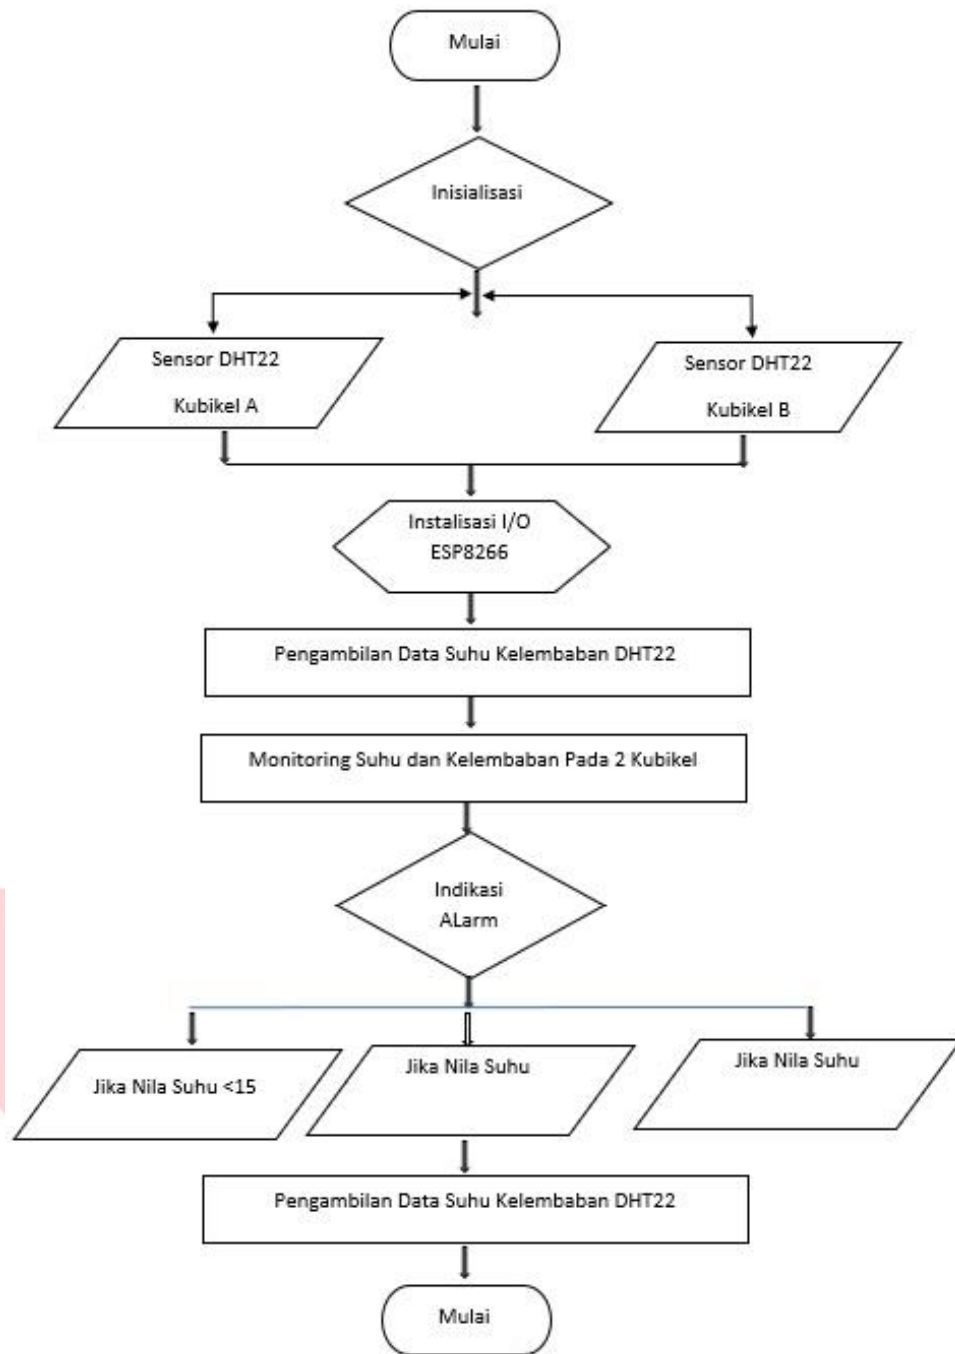 Mulai
Inisialisasi
Sensor DHT22
Kubikel A
Sensor DHT22
Kubikel B
Instalisasi I/O
ESP8266
Pengambilan Data Suhu Kelembaban DHT22
Monitoring Suhu dan Kelembaban Pada 2 Kubikel
Indikasi
ALarm
Jika Nila Suhu <15
Jika Nila Suhu
Jika Nila Suhu
Pengambilan Data Suhu Kelembaban DHT22
Mulai